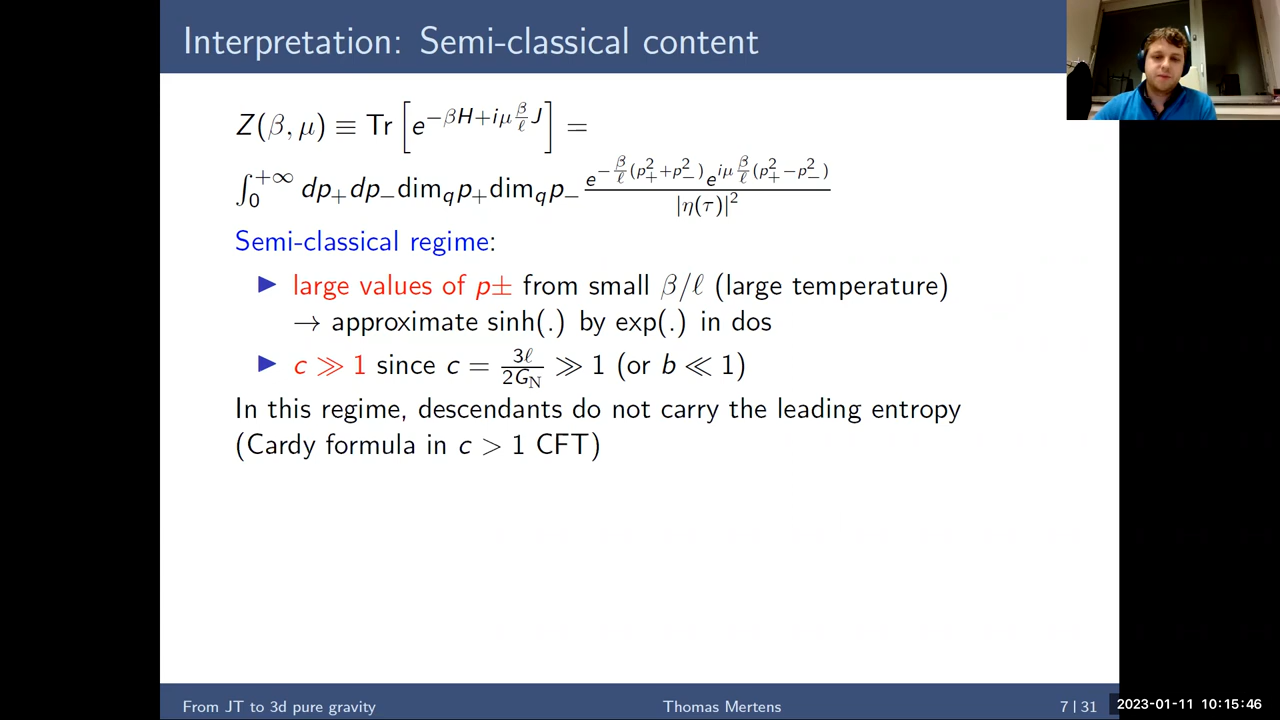 Interpretation: Semi-classical content
Z(β, μ) ≡ Tr [e^{−βH+iμ\frac{β}{ℓ}J}] =
∫_0^{+∞} dp_+dp_−dim_q p_+dim_q p_− \frac{e^{−\frac{β}{ℓ}(p_+^2+p_−^2)}e^{iμ\frac{β}{ℓ}(p_+^2−p_−^2)}}{|η(τ)|^2}
Semi-classical regime:
▶ large values of p± from small β/ℓ (large temperature)
→ approximate sinh(.) by exp(.) in dos
▶ c ≫ 1 since c = \frac{3ℓ}{2G_N} ≫ 1 (or b ≪ 1)
In this regime, descendants do not carry the leading entropy
(Cardy formula in c > 1 CFT)
From JT to 3d pure gravity
Thomas Mertens
7 | 31
2023-01-11 10:15:46